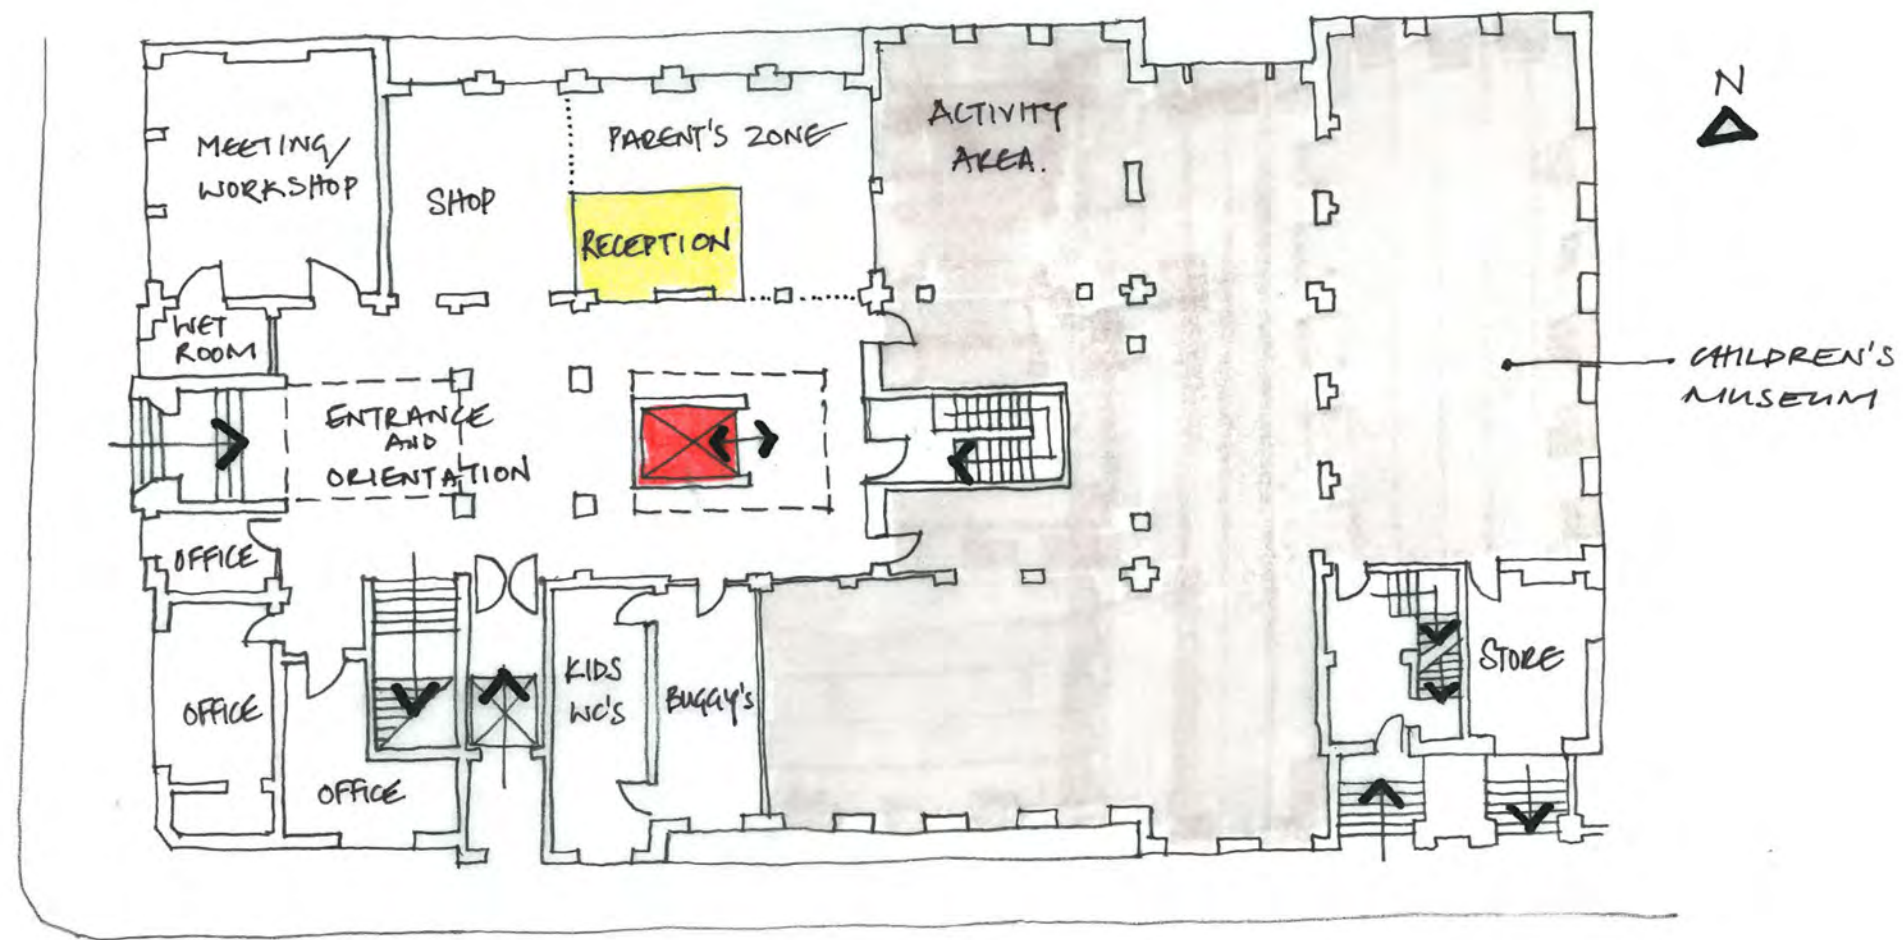 MEETING/
WORKSHOP
SHOP
PARENT'S ZONE
RECEPTION
ACTIVITY
AREA.
N
WET
ROOM
ENTRANCE
AND
ORIENTATION
CHILDREN'S
MUSEUM
OFFICE
OFFICE
OFFICE
KIDS
WC'S
BUGGY'S
STORE